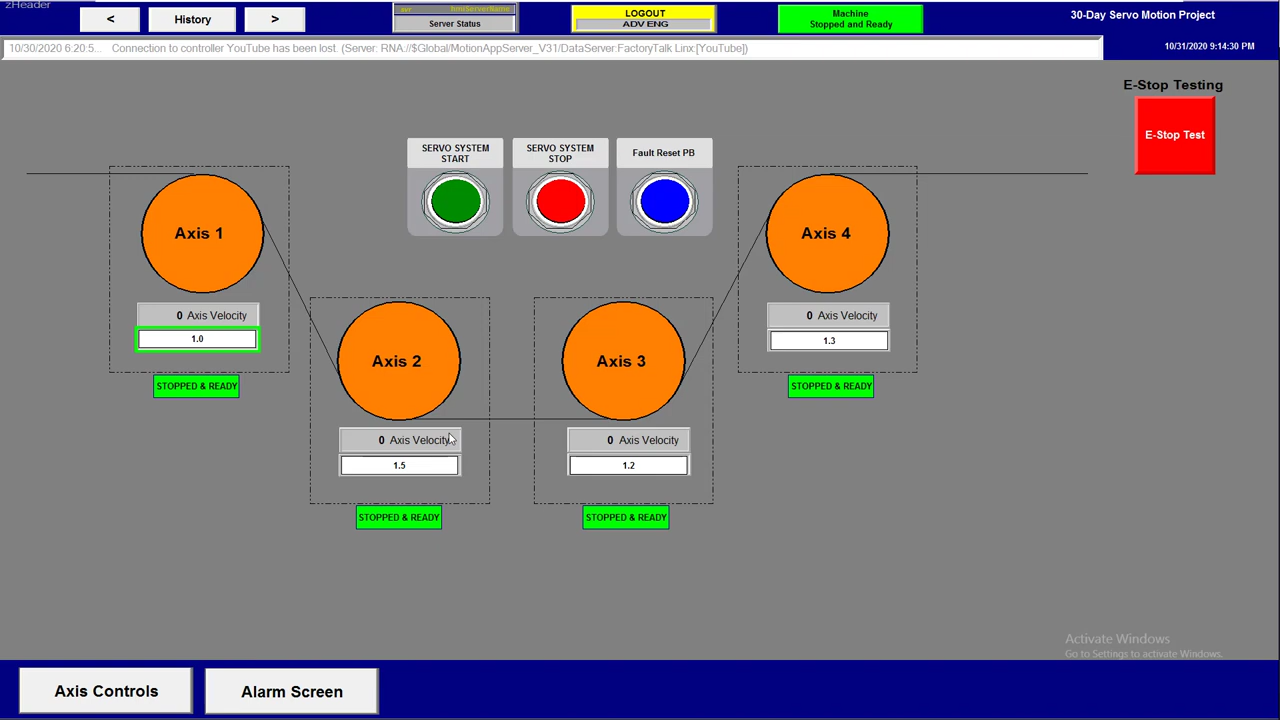 zHeader
<
History
>
svr hmiServerName
Server Status
LOGOUT
ADV ENG
Machine
Stopped and Ready
30-Day Servo Motion Project
10/30/2020 6:20:5... Connection to controller YouTube has been lost. (Server: RNA://$Global/MotionAppServer_V31/DataServer:FactoryTalk Linx:[YouTube])
10/31/2020 9:14:30 PM
E-Stop Testing
E-Stop Test
SERVO SYSTEM
START
SERVO SYSTEM
STOP
Fault Reset PB
Axis 1
0 Axis Velocity
1.0
STOPPED & READY
Axis 2
0 Axis Velocity
1.5
STOPPED & READY
Axis 3
0 Axis Velocity
1.2
STOPPED & READY
Axis 4
0 Axis Velocity
1.3
STOPPED & READY
Activate Windows
Go to Settings to activate Windows.
Axis Controls
Alarm Screen